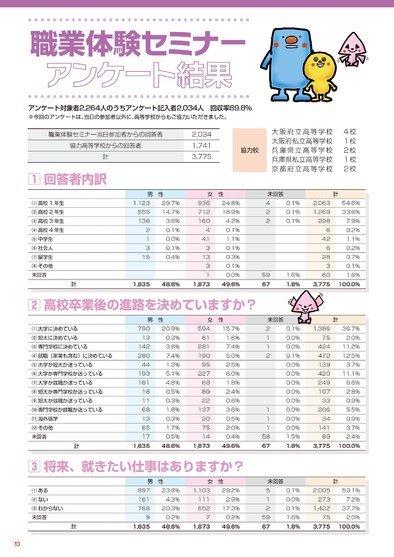 職業体験セミナー
アンケート結果
アンケート対象者2,264人のうちアンケート記入者2,034人 回収率89.8%
※今回のアンケートは、当日の参加者以外に、高等学校からもご協力いただきました。
職業体験セミナー当日参加者からの回答者 2,034
協力高等学校からの回答者 1,741
計 3,775
協力校
大阪府立高等学校 4校
大阪府私立高等学校 1校
兵庫県立高等学校 2校
兵庫県私立高等学校 1校
京都府立高等学校 2校
1 回答者内訳
男 性 女 性 未回答 計
(1)高校1年生 1,123 29.7% 936 24.8% 4 0.1% 2,063 54.6%
(2)高校2年生 555 14.7% 712 18.9% 2 0.1% 1,269 33.6%
(3)高校3年生 136 3.6% 160 4.2% 2 0.1% 298 7.9%
(4)高校4年生 2 0.1% 4 0.1% 6 0.2%
(5)中学生 1 0.0% 41 1.1% 42 1.1%
(6)社会人 3 0.1% 3 0.1% 6 0.2%
(7)留学生 15 0.4% 13 0.3% 28 0.7%
(8)その他 3 0.1% 3 0.1%
未回答 1 0.0% 59 1.6% 60 1.6%
計 1,835 48.6% 1,873 49.6% 67 1.8% 3,775 100.0%
2 高校卒業後の進路を決めていますか？
男 性 女 性 未回答 計
(1)大学に決めている 790 20.9% 594 15.7% 2 0.1% 1,386 36.7%
(2)短大に決めている 13 0.3% 61 1.6% 1 0.0% 75 2.0%
(3)専門学校に決めている 142 3.8% 281 7.4% 1 0.0% 424 11.2%
(4)就職（家業も含む）に決めている 280 7.4% 190 5.0% 2 0.1% 472 12.5%
(5)大学か短大か迷っている 44 1.2% 95 2.5% 0.0% 139 3.7%
(6)大学か専門学校か迷っている 193 5.1% 227 6.0% 0.0% 420 11.1%
(7)大学か就職か迷っている 181 4.8% 68 1.8% 0.0% 249 6.6%
(8)短大か専門学校か迷っている 18 0.5% 89 2.4% 0.0% 107 2.8%
(9)短大か就職か迷っている 11 0.3% 22 0.6% 0.0% 33 0.9%
(10)専門学校か就職か迷っている 68 1.8% 137 3.6% 1 0.0% 206 5.5%
(11)海外留学 13 0.3% 20 0.5% 1 0.0% 34 0.9%
(12)その他 65 1.7% 75 2.0% 1 0.0% 141 3.7%
未回答 17 0.5% 14 0.4% 58 1.5% 89 2.4%
計 1,835 48.6% 1,873 49.6% 67 1.8% 3,775 100.0%
3 将来、就きたい仕事はありますか？
男 性 女 性 未回答 計
(1)ある 897 23.8% 1,103 29.2% 5 0.1% 2,005 53.1%
(2)ない 161 4.3% 111 2.9% 1 0.0% 273 7.2%
(3)わからない 768 20.3% 652 17.3% 2 0.1% 1,422 37.7%
未回答 9 0.2% 7 0.2% 59 1.6% 75 2.0%
計 1,835 48.6% 1,873 49.6% 67 1.8% 3,775 100.0%